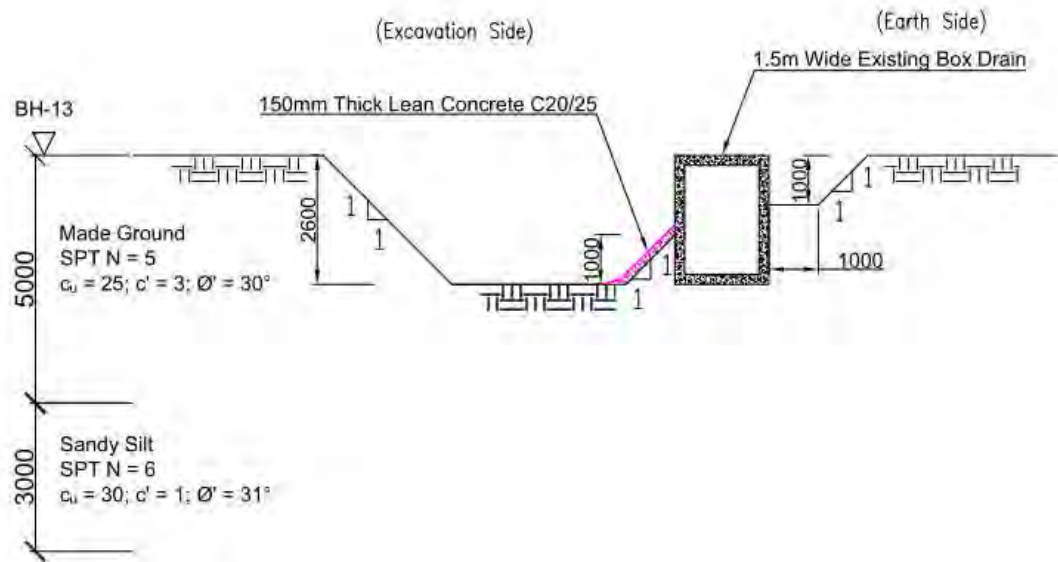 (Excavation Side)
(Earth Side)
1.5m Wide Existing Box Drain
150mm Thick Lean Concrete C20/25
BH-13
1000
1
1
2600
1
1
1000
1
1
1000
5000
Made Ground
SPT N = 5
cᵤ = 25; c' = 3; Ø' = 30°
3000
Sandy Silt
SPT N = 6
cᵤ = 30; c' = 1; Ø' = 31°